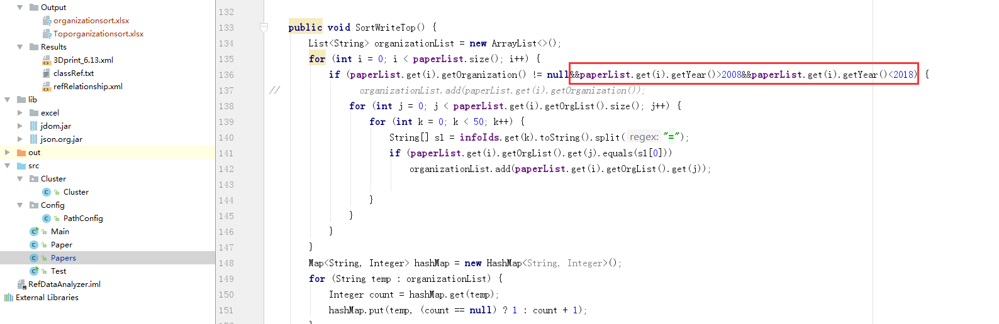 Output
organizationsort.xlsx
Toporganizationsort.xlsx
Results
3Dprint_6.13.xml
classRef.txt
refRelationship.xml
lib
excel
jdom.jar
json.org.jar
out
src
Cluster
Cluster
Config
PathConfig
Main
Paper
Papers
Test
RefDataAnalyzer.iml
External Libraries
132
133 public void SortWriteTop() {
134 List<String> organizationList = new ArrayList<>();
135 for (int i = 0; i < paperList.size(); i++) {
136 if (paperList.get(i).getOrganization() != null&&paperList.get(i).getYear()>2008&&paperList.get(i).getYear()<2018) {
137 // organizationList.add(paperList.get(i).getOrganization());
138 for (int j = 0; j < paperList.get(i).getOrgList().size(); j++) {
139 for (int k = 0; k < 50; k++) {
140 String[] s1 = infoIds.get(k).toString().split( regex: "=");
141 if (paperList.get(i).getOrgList().get(j).equals(s1[0]))
142 organizationList.add(paperList.get(i).getOrgList().get(j));
143
144 }
145 }
146 }
147 }
148 Map<String, Integer> hashMap = new HashMap<String, Integer>();
149 for (String temp : organizationList) {
150 Integer count = hashMap.get(temp);
151 hashMap.put(temp, (count == null) ? 1 : count + 1);